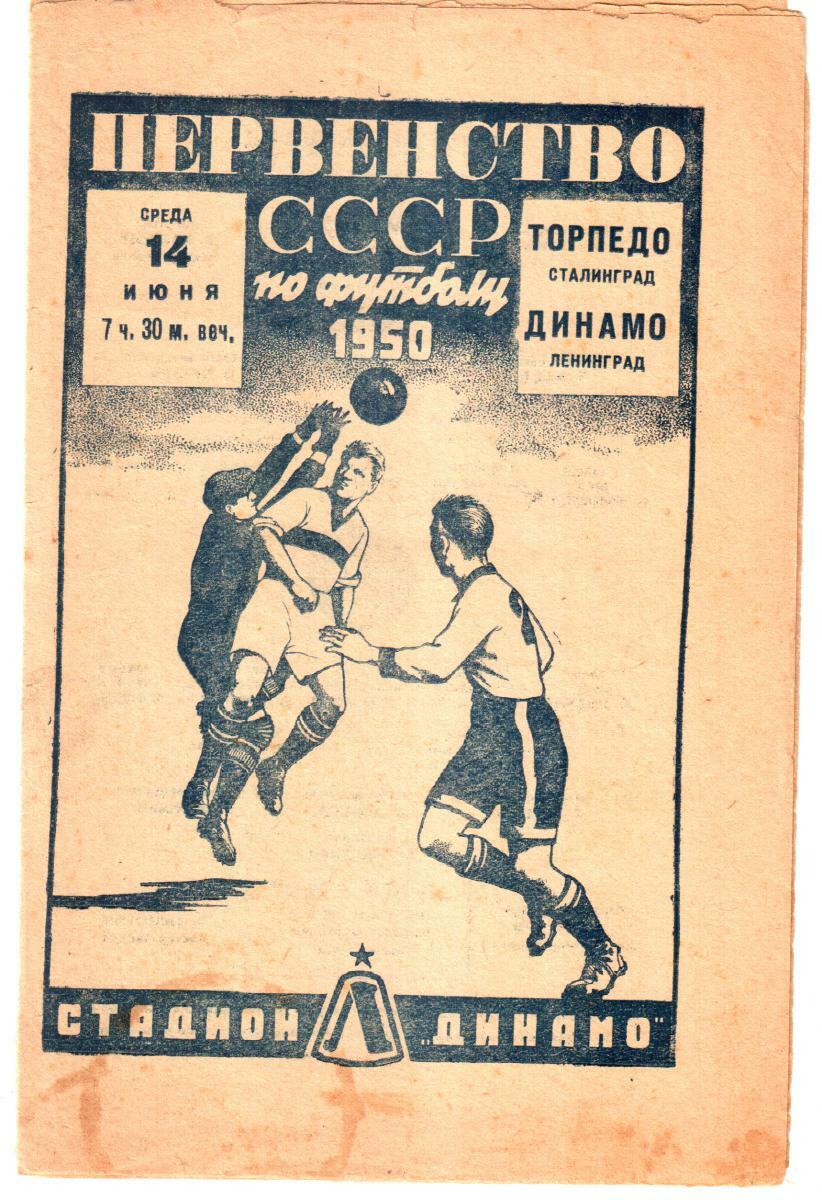 ПЕРВЕНСТВО
СССР
по футболу
1950
СРЕДА
14
ИЮНЯ
7 ч. 30 м. веч.
ТОРПЕДО
СТАЛИНГРАД
ДИНАМО
ЛЕНИНГРАД
СТАДИОН Л „ДИНАМО"